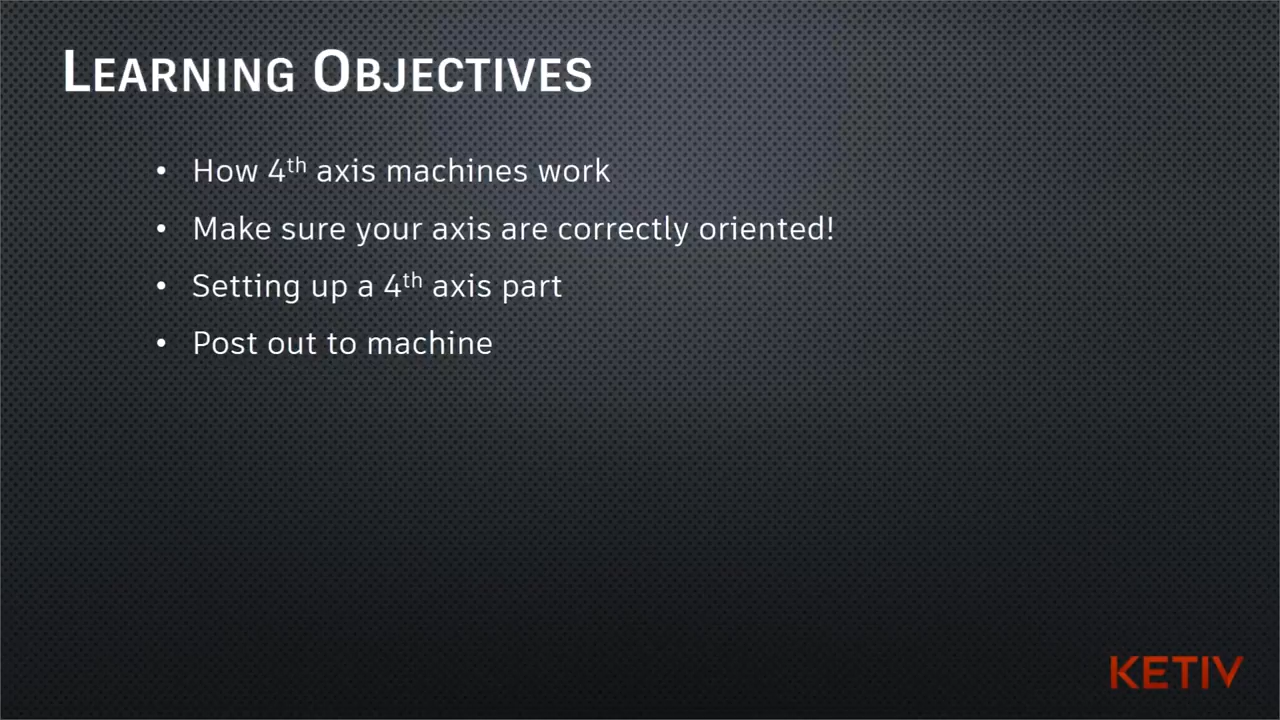 LEARNING OBJECTIVES
• How 4th axis machines work
• Make sure your axis are correctly oriented!
• Setting up a 4th axis part
• Post out to machine
KETIV